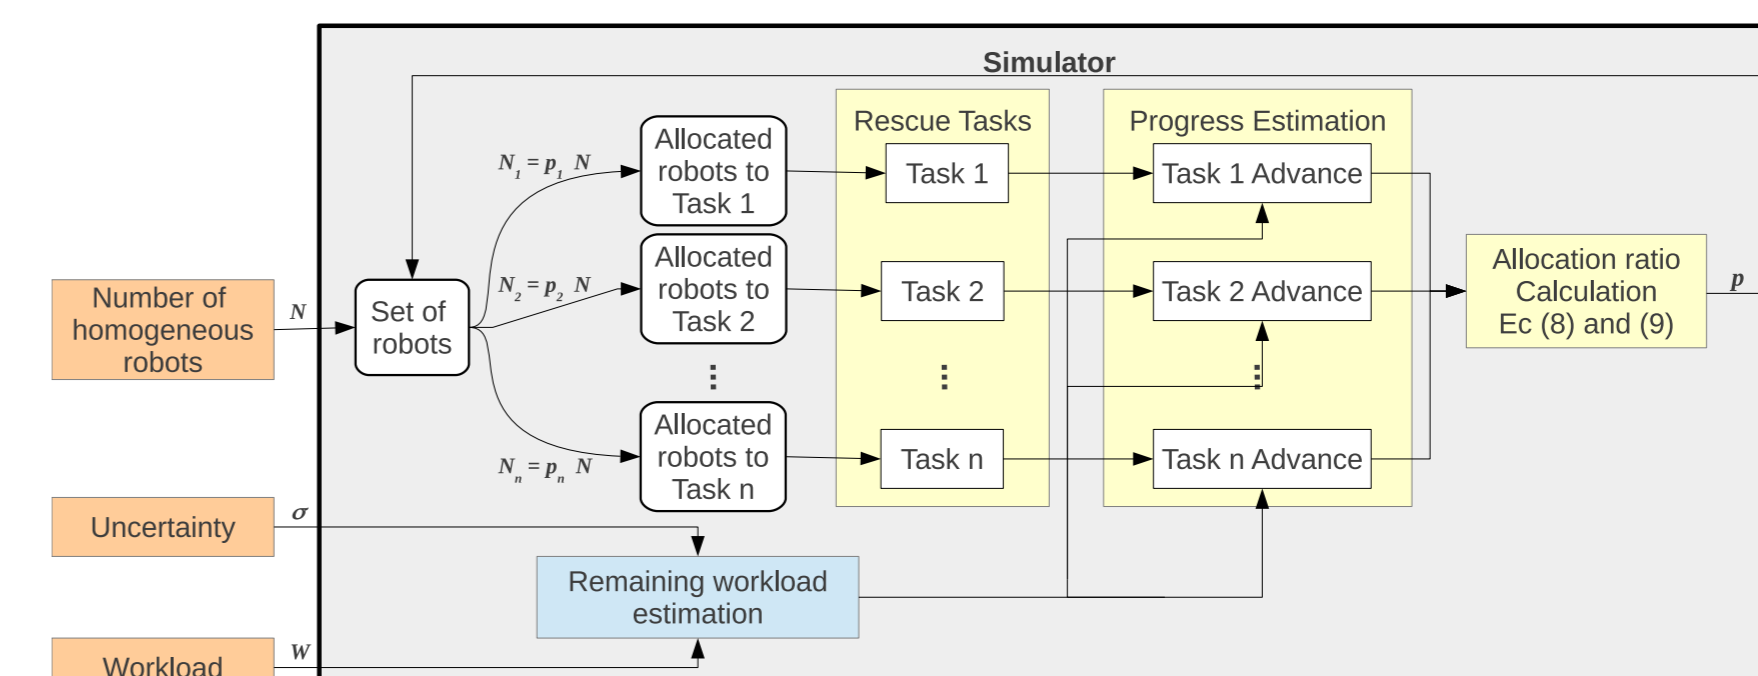 Simulator
Rescue Tasks
Progress Estimation
Number of
homogeneous
robots
N
Set of
robots
N1 = p1 N
N2 = p2 N
Nn = pn N
Allocated
robots to
Task 1
Allocated
robots to
Task 2
Allocated
robots to
Task n
Task 1
Task 2
Task n
Task 1 Advance
Task 2 Advance
Task n Advance
Allocation ratio
Calculation
Ec (8) and (9)
p
Uncertainty
σ
Remaining workload
estimation
Workload
W